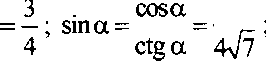 = 3/4 ; sin α = cos α / ctg α = / 4√7 ;